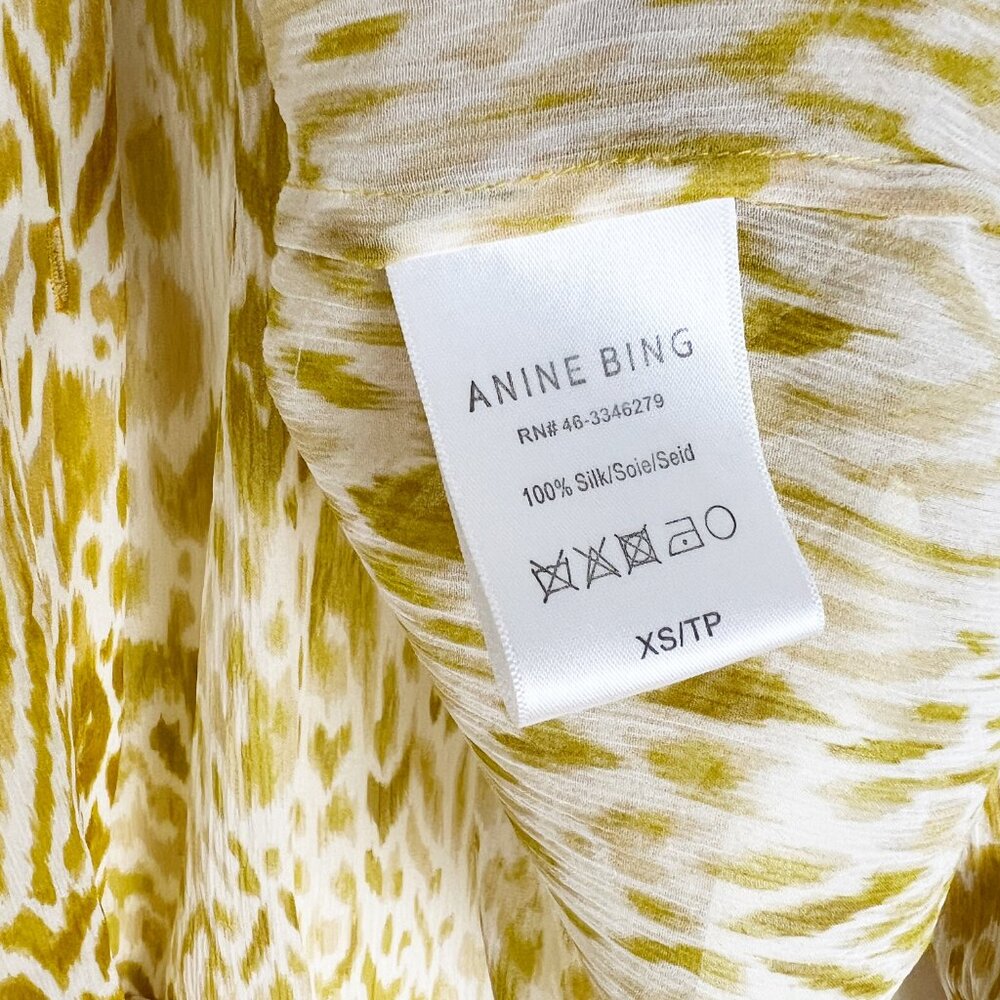 ANINE BING
RN# 46-3346279
100% Silk/Soie/Seid
XS/TP